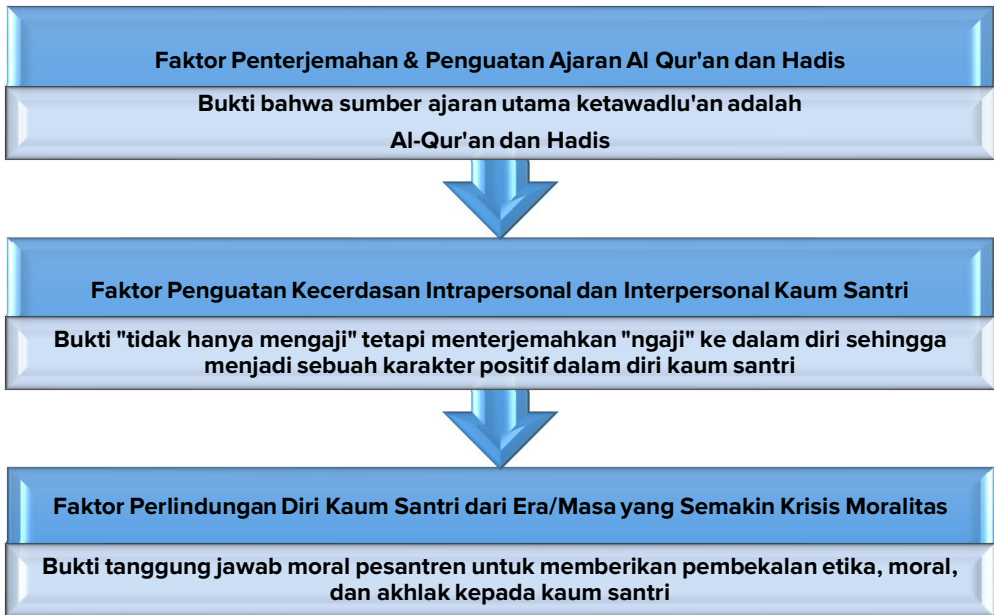 Faktor Penterjemahan & Penguatan Ajaran Al Qur'an dan Hadis
Bukti bahwa sumber ajaran utama ketawadlu'an adalah
Al-Qur'an dan Hadis
Faktor Penguatan Kecerdasan Intrapersonal dan Interpersonal Kaum Santri
Bukti "tidak hanya mengaji" tetapi menterjemahkan "ngaji" ke dalam diri sehingga
menjadi sebuah karakter positif dalam diri kaum santri
Faktor Perlindungan Diri Kaum Santri dari Era/Masa yang Semakin Krisis Moralitas
Bukti tanggung jawab moral pesantren untuk memberikan pembekalan etika, moral,
dan akhlak kepada kaum santri